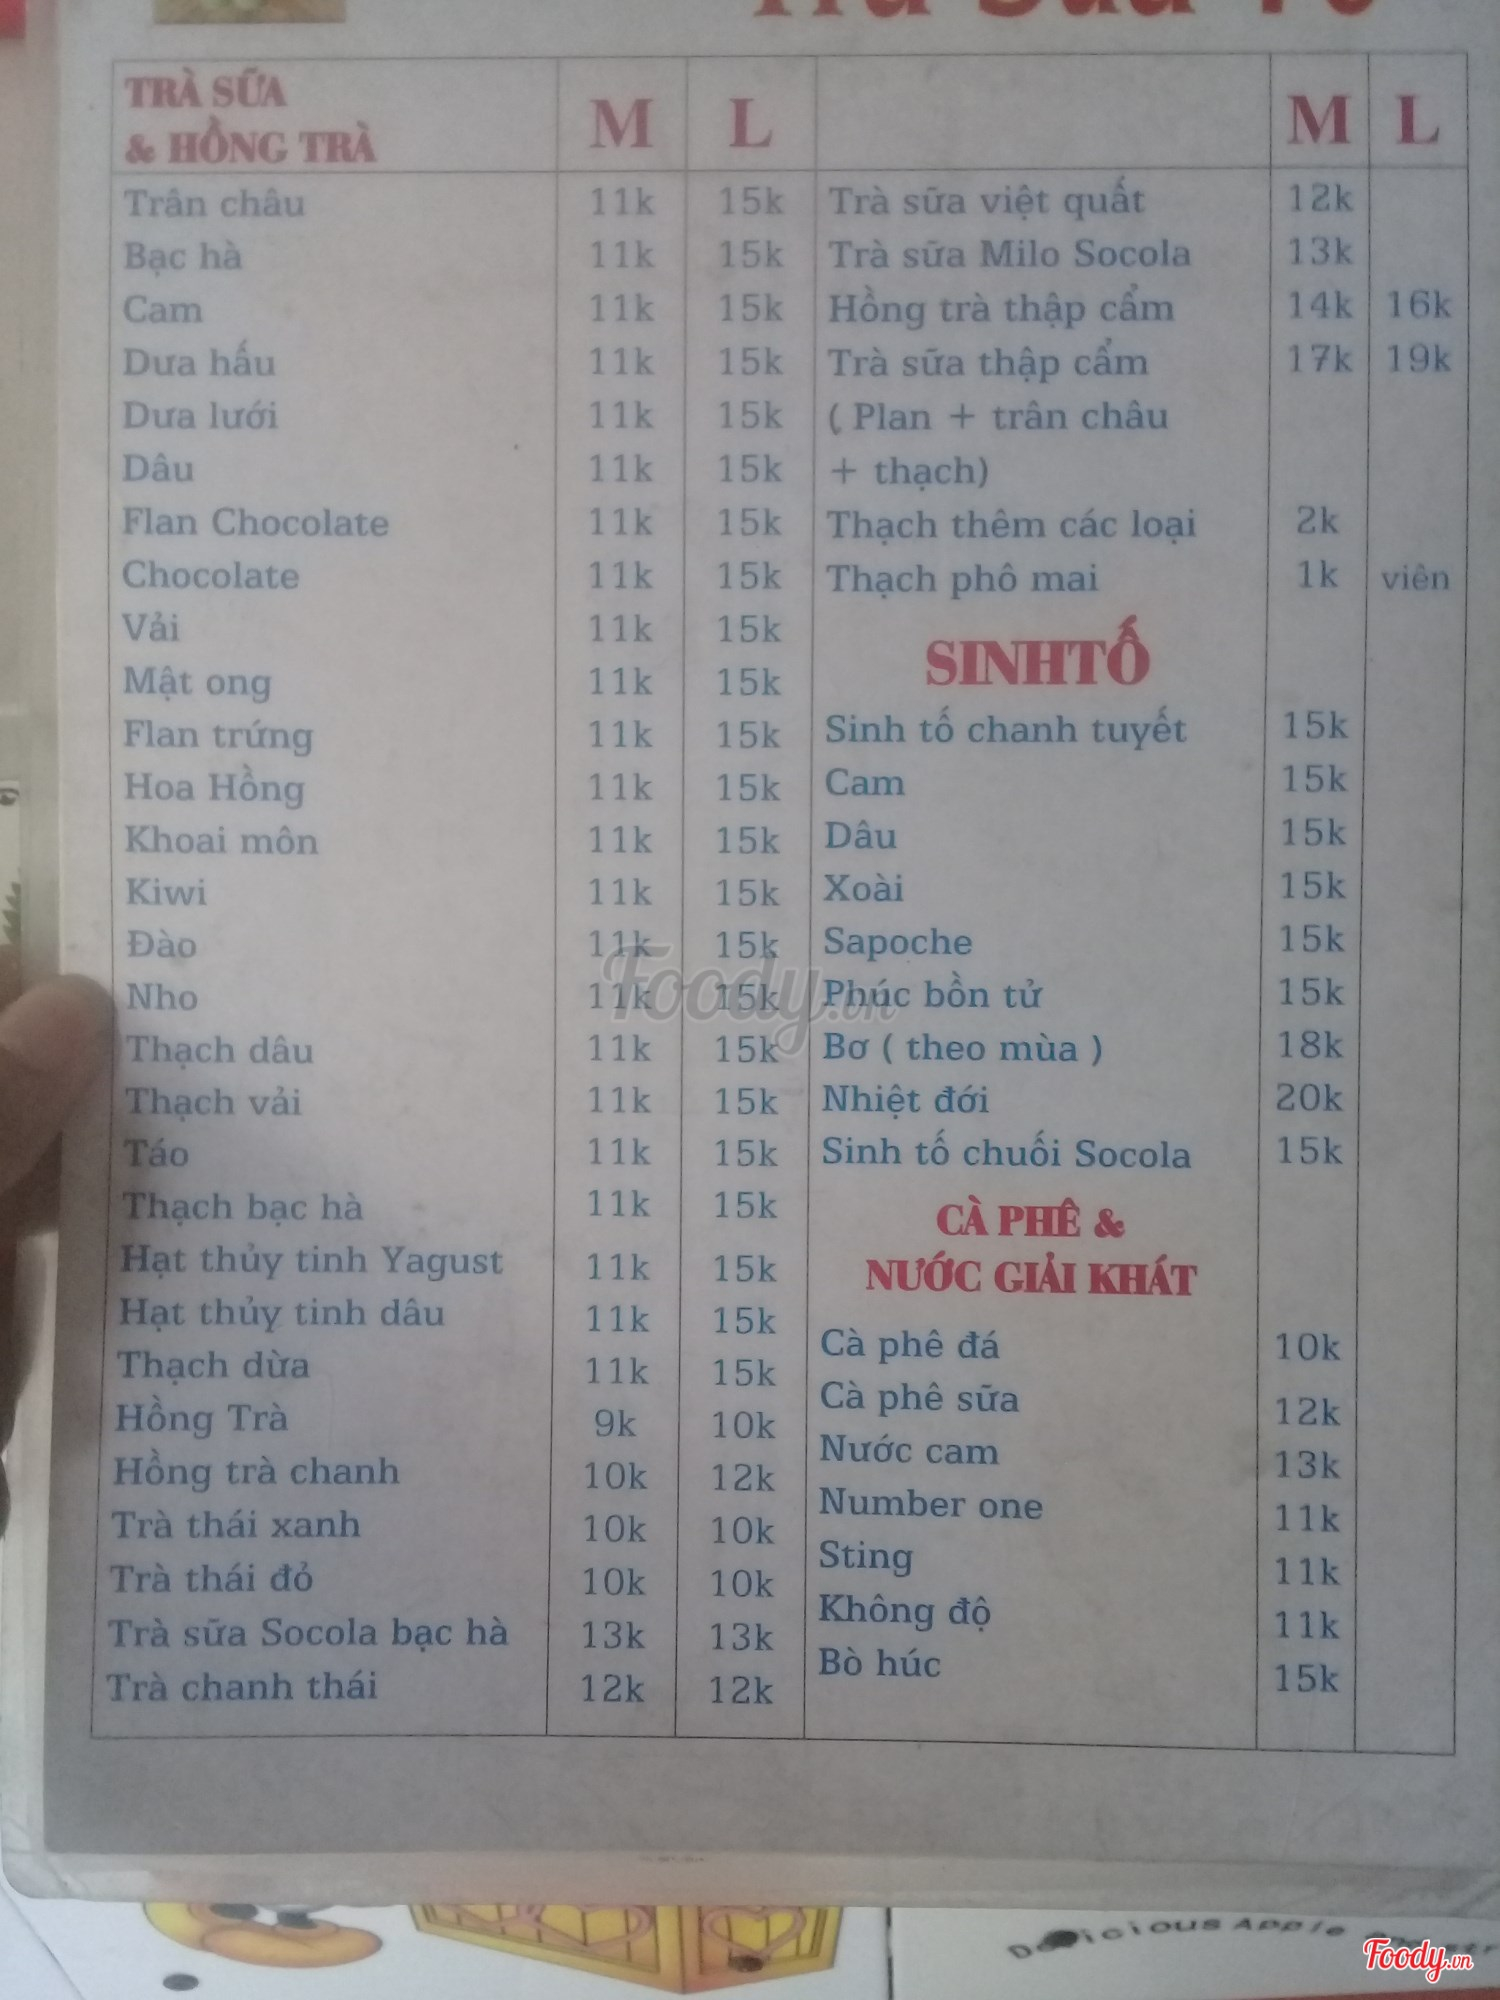 TRÀ SỮA
& HỒNG TRÀ M L
Trân châu 11k 15k
Bạc hà 11k 15k
Cam 11k 15k
Dưa hấu 11k 15k
Dưa lưới 11k 15k
Dâu 11k 15k
Flan Chocolate 11k 15k
Chocolate 11k 15k
Vải 11k 15k
Mật ong 11k 15k
Flan trứng 11k 15k
Hoa Hồng 11k 15k
Khoai môn 11k 15k
Kiwi 11k 15k
Đào 11k 15k
Nho 11k 15k
Thạch dâu 11k 15k
Thạch vải 11k 15k
Táo 11k 15k
Thạch bạc hà 11k 15k
Hạt thủy tinh Yagust 11k 15k
Hạt thủy tinh dâu 11k 15k
Thạch dừa 11k 15k
Hồng Trà 9k 10k
Hồng trà chanh 10k 12k
Trà thái xanh 10k 10k
Trà thái đỏ 10k 10k
Trà sữa Socola bạc hà 13k 13k
Trà chanh thái 12k 12k
M L
Trà sữa việt quất 12k
Trà sữa Milo Socola 13k
Hồng trà thập cẩm 14k 16k
Trà sữa thập cẩm 17k 19k
( Plan + trân châu
+ thạch)
Thạch thêm các loại 2k
Thạch phô mai 1k viên
SINHTỐ
Sinh tố chanh tuyết 15k
Cam 15k
Dâu 15k
Xoài 15k
Sapoche 15k
Phúc bồn tử 15k
Bơ ( theo mùa ) 18k
Nhiệt đới 20k
Sinh tố chuối Socola 15k
CÀ PHÊ &
NƯỚC GIẢI KHÁT
Cà phê đá 10k
Cà phê sữa 12k
Nước cam 13k
Number one 11k
Sting 11k
Không độ 11k
Bò húc 15k
Foody.vn
Delicious Apple
Foody.vn